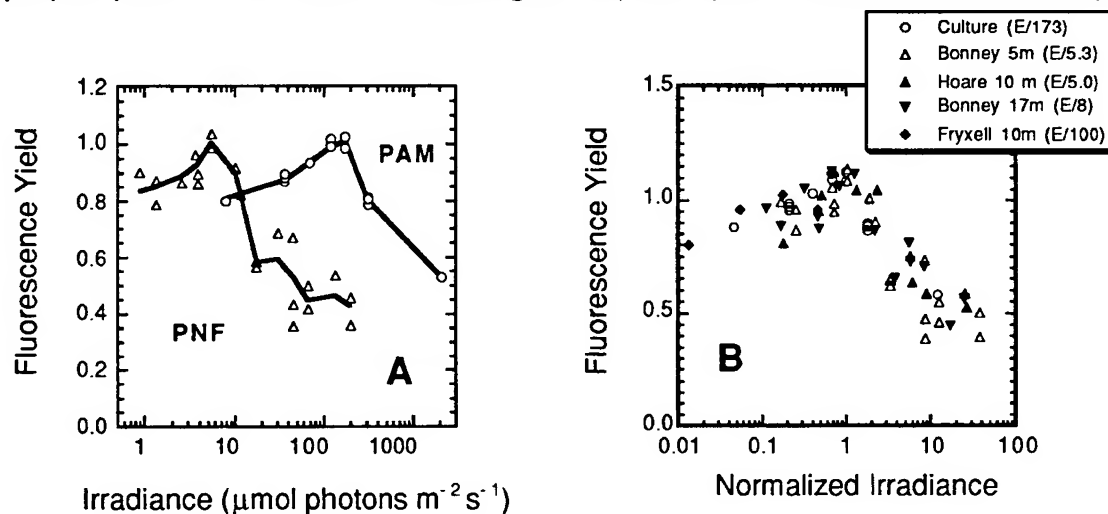 Culture (E/173)
Bonney 5m (E/5.3)
Hoare 10 m (E/5.0)
Bonney 17m (E/8)
Fryxell 10m (E/100)
1.2
1.0
0.8
0.6
0.4
0.2
0.0
Fluorescence Yield
PAM
PNF
A
1 10 100 1000
Irradiance (μmol photons m⁻² s⁻¹)
1.5
1.0
0.5
0.0
Fluorescence Yield
B
0.01 0.1 1 10 100
Normalized Irradiance